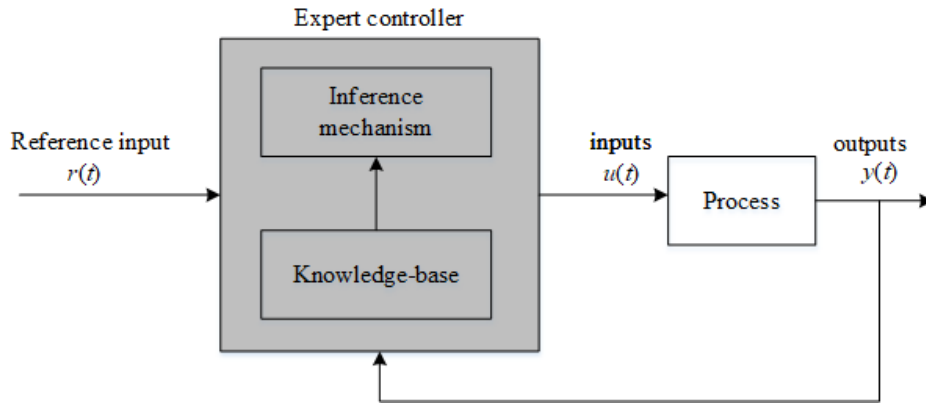 Expert controller
Inference
mechanism
Reference input
r(t)
inputs
u(t)
outputs
y(t)
Process
Knowledge-base